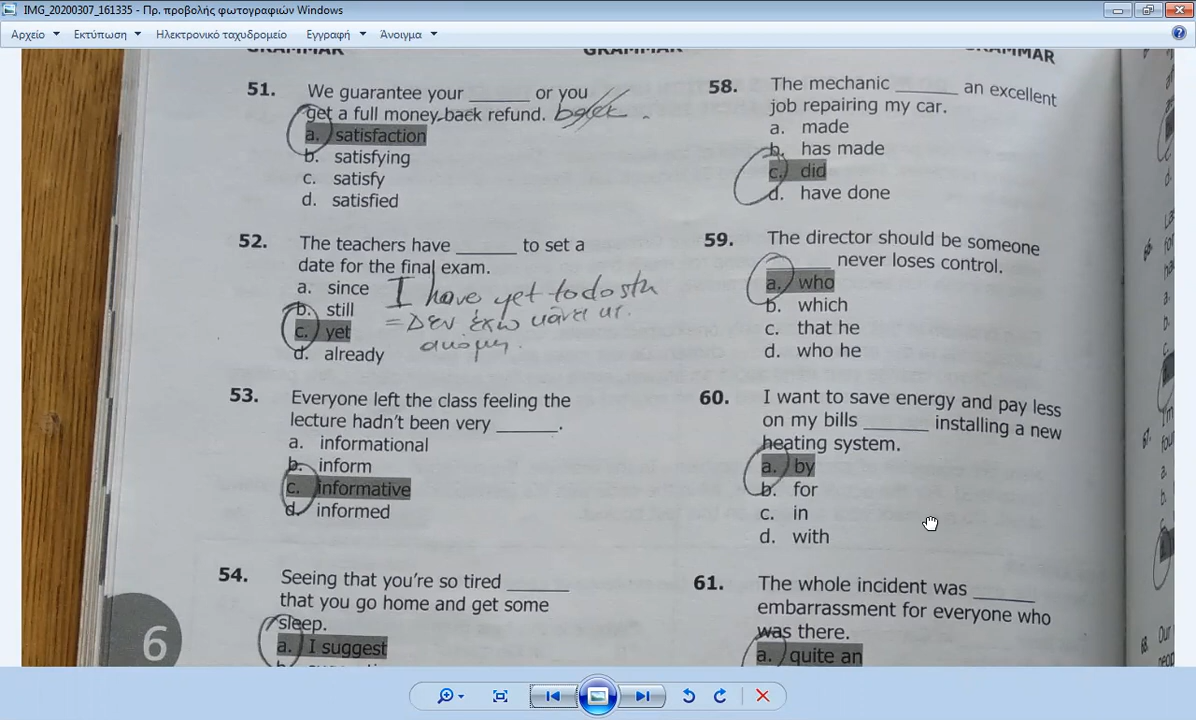 IMG_20200307_161335 - Πρ. προβολής φωτογραφιών Windows
Αρχείο Εκτύπωση Ηλεκτρονικό ταχυδρομείο Εγγραφή Άνοιγμα
GRAMMAR GRAMMAR GRAMMAR
51. We guarantee your ______ or you
get a full money back refund. back .
a. satisfaction
b. satisfying
c. satisfy
d. satisfied
52. The teachers have ______ to set a
date for the final exam.
a. since
b. still
c. yet
d. already
I have yet to do sth
= Δεν έχω κάνει κτ.
ακομη.
53. Everyone left the class feeling the
lecture hadn't been very ______.
a. informational
b. inform
c. informative
d. informed
54. Seeing that you're so tired ______
that you go home and get some
sleep.
a. I suggest
6
58. The mechanic ______ an excellent
job repairing my car.
a. made
b. has made
c. did
d. have done
59. The director should be someone
______ never loses control.
a. who
b. which
c. that he
d. who he
60. I want to save energy and pay less
on my bills ______ installing a new
heating system.
a. by
b. for
c. in
d. with
61. The whole incident was ______
embarrassment for everyone who
was there.
a. quite an
66.
67.
68. Our